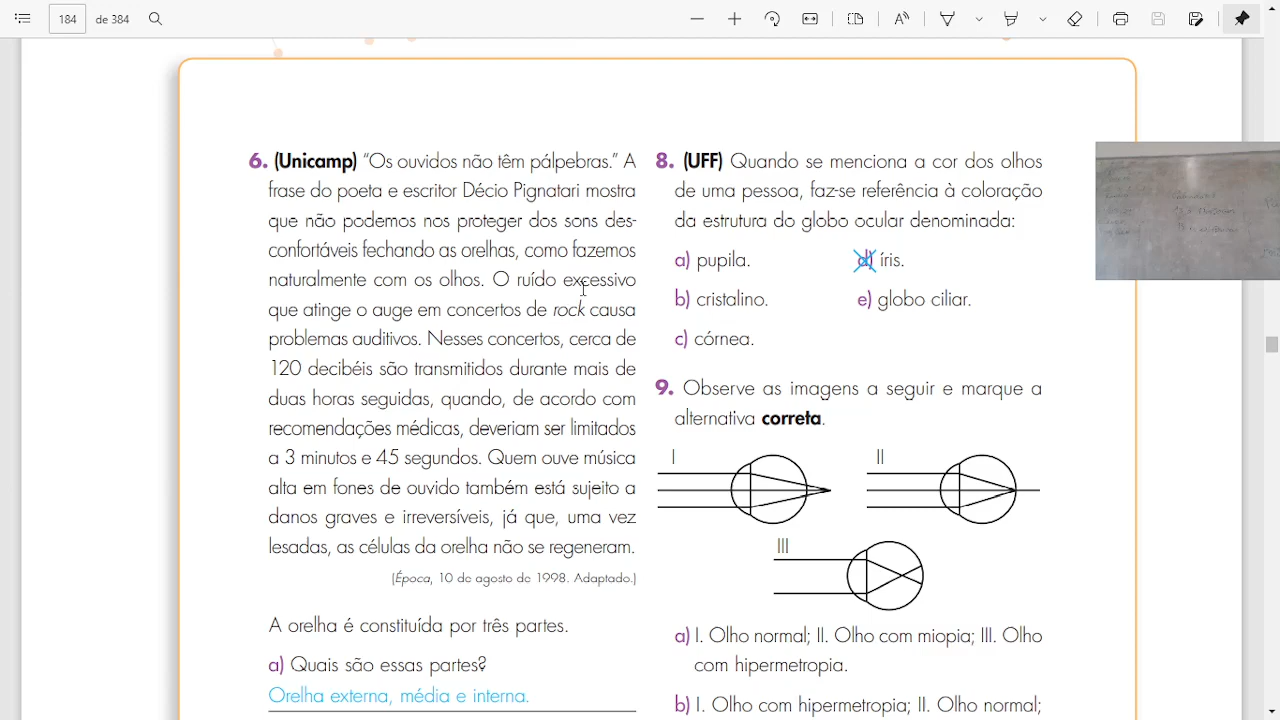 184
de 384
6. (Unicamp) “Os ouvidos não têm pálpebras.” A
frase do poeta e escritor Décio Pignatari mostra
que não podemos nos proteger dos sons des-
confortáveis fechando as orelhas, como fazemos
naturalmente com os olhos. O ruído excessivo
que atinge o auge em concertos de rock causa
problemas auditivos. Nesses concertos, cerca de
120 decibéis são transmitidos durante mais de
duas horas seguidas, quando, de acordo com
recomendações médicas, deveriam ser limitados
a 3 minutos e 45 segundos. Quem ouve música
alta em fones de ouvido também está sujeito a
danos graves e irreversíveis, já que, uma vez
lesadas, as células da orelha não se regeneram.
(Época, 10 de agosto de 1998. Adaptado.)
A orelha é constituída por três partes.
a) Quais são essas partes?
Orelha externa, média e interna.
8. (UFF) Quando se menciona a cor dos olhos
de uma pessoa, faz-se referência à coloração
da estrutura do globo ocular denominada:
a) pupila.
d) íris.
b) cristalino.
e) globo ciliar.
c) córnea.
9. Observe as imagens a seguir e marque a
alternativa correta.
I
II
III
a) I. Olho normal; II. Olho com miopia; III. Olho
com hipermetropia.
b) I. Olho com hipermetropia; II. Olho normal;